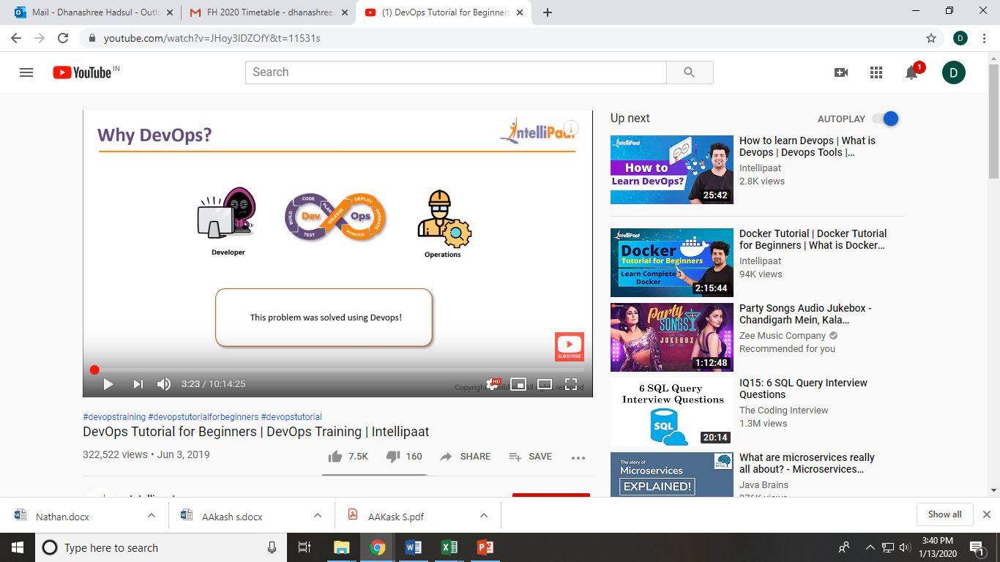 Mail - Dhanashree Hadsul - Outlo
FH 2020 Timetable - dhanashree.
(1) DevOps Tutorial for Beginners
youtube.com/watch?v=JHoy3lDZOfY&t=11531s
D
YouTube IN
Search
1
D
Why DevOps?
IntelliPaat
i
CODE
PLAN
BUILD
TEST
Dev
RELEASE
DEPLOY
OPERATE
MONITOR
Ops
Developer
Operations
This problem was solved using Devops!
SUBSCRIBE
3:23 / 10:14:25
HD
Copyright IntelliPaat All rights reserved
#devopstraining #devopstutorialforbeginners #devopstutorial
DevOps Tutorial for Beginners | DevOps Training | Intellipaat
322,522 views • Jun 3, 2019
7.5K
160
SHARE
SAVE
Up next
AUTOPLAY
IntelliPaat
How to
Learn DevOps?
25:42
How to learn Devops | What is
Devops | Devops Tools |...
Intellipaat
2.8K views
IntelliPaat
Docker
Tutorial for Beginners
Learn Complete
Docker
2:15:44
Docker Tutorial | Docker Tutorial
for Beginners | What is Docker...
Intellipaat
94K views
Party
SONGS
JUKEBOX
1:12:48
Party Songs Audio Jukebox -
Chandigarh Mein, Kala...
Zee Music Company
Recommended for you
6 SQL Query
Interview Questions
SQL
20:14
IQ15: 6 SQL Query Interview
Questions
The Coding Interview
1.3M views
The story of
Microservices
EXPLAINED!
BYTES
What are microservices really
all about? - Microservices...
Java Brains
Nathan.docx
AAkash s.docx
AAKask S.pdf
Show all
Type here to search
3:40 PM
1/13/2020
1